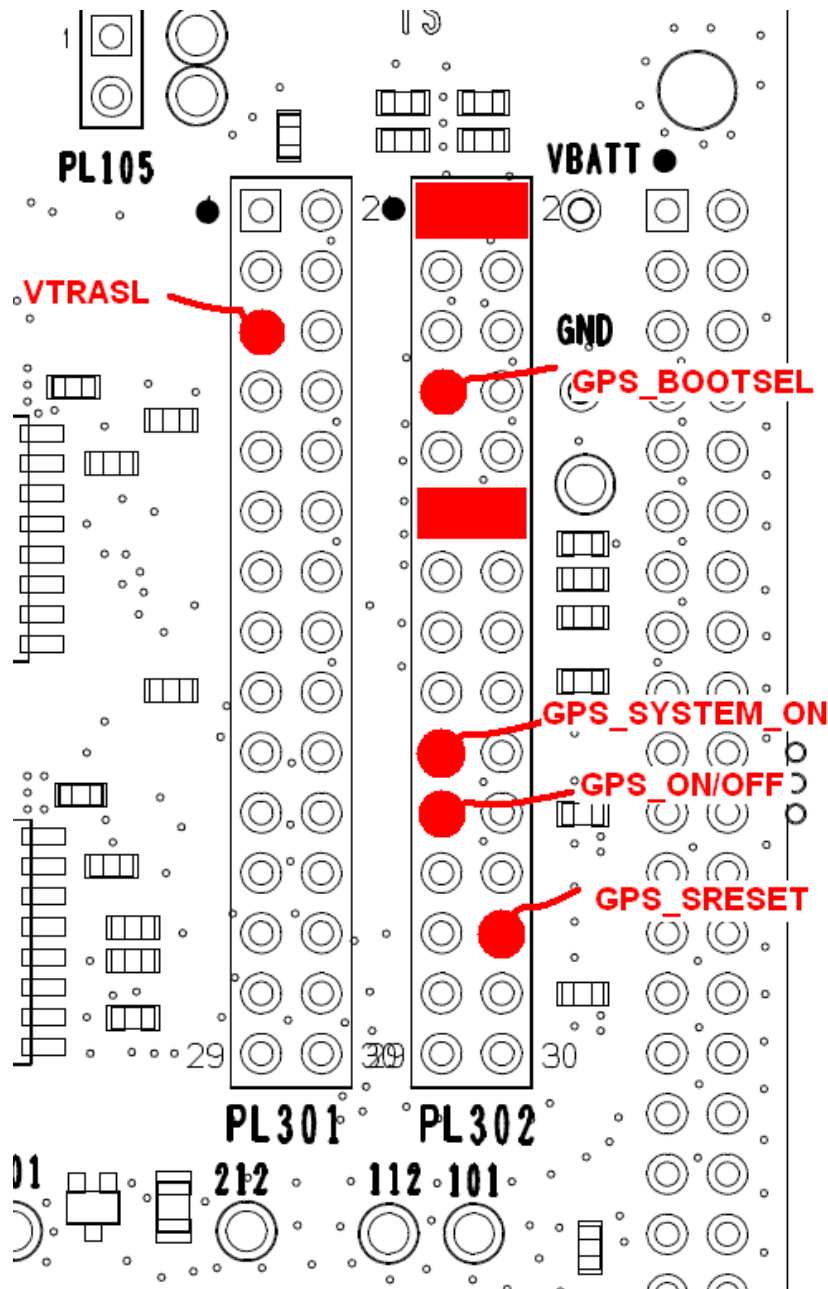 1
PL105
VBATT
2
2
VTRASL
GND
GPS_BOOTSEL
GPS_SYSTEM_ON
GPS_ON/OFF
GPS_SRESET
29
30
29
30
PL301
PL302
01
212
112
101